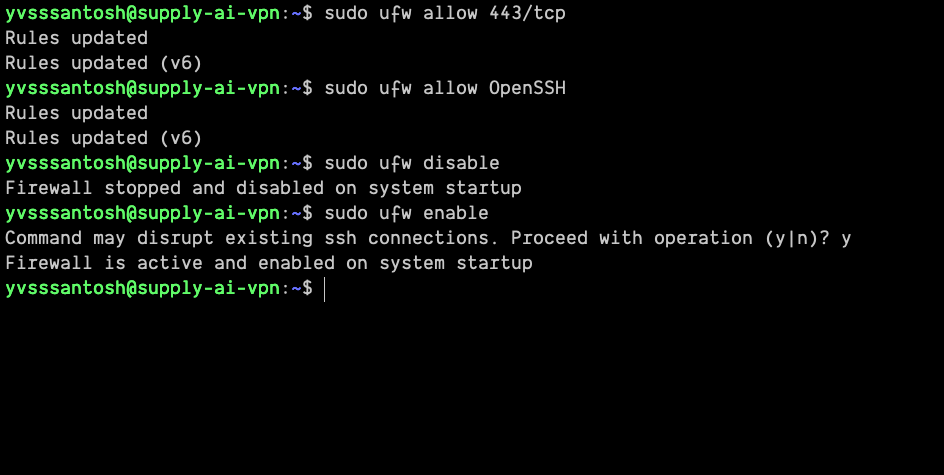 yvsssantosh@supply-ai-vpn:~$ sudo ufw allow 443/tcp
Rules updated
Rules updated (v6)
yvsssantosh@supply-ai-vpn:~$ sudo ufw allow OpenSSH
Rules updated
Rules updated (v6)
yvsssantosh@supply-ai-vpn:~$ sudo ufw disable
Firewall stopped and disabled on system startup
yvsssantosh@supply-ai-vpn:~$ sudo ufw enable
Command may disrupt existing ssh connections. Proceed with operation (y|n)? y
Firewall is active and enabled on system startup
yvsssantosh@supply-ai-vpn:~$